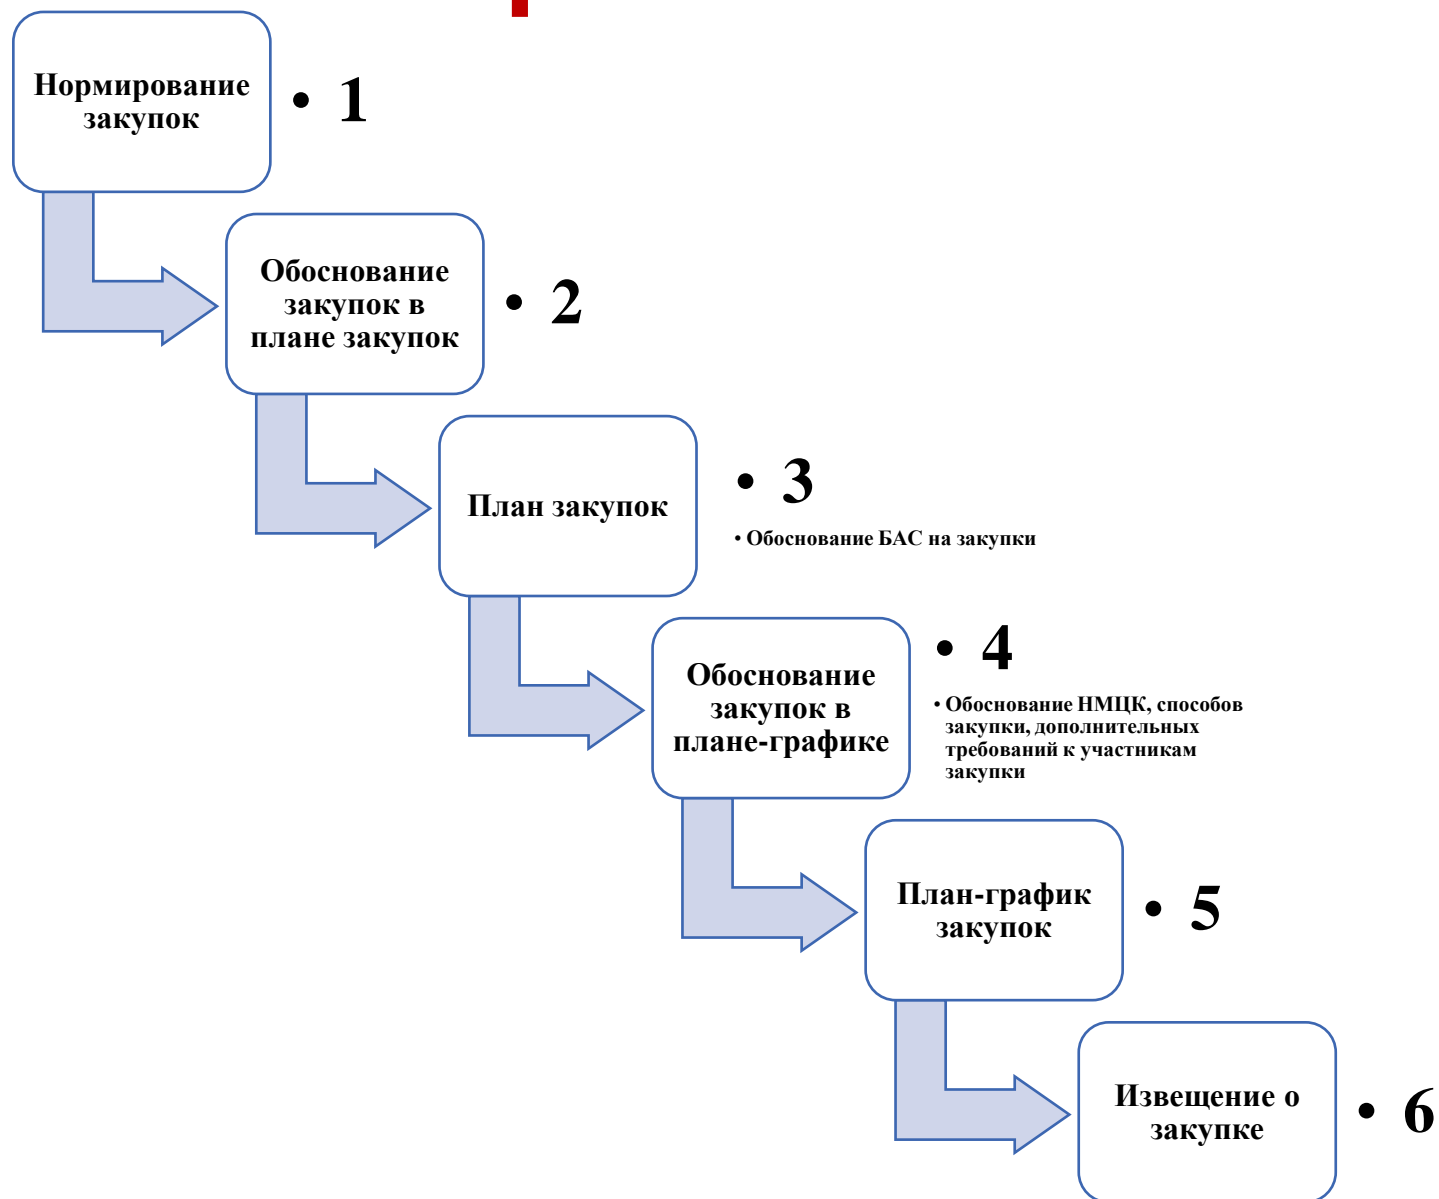 Нормирование
закупок
• 1
Обоснование
закупок в
плане закупок
• 2
План закупок
• 3
• Обоснование БАС на закупки
Обоснование
закупок в
плане-графике
• 4
• Обоснование НМЦК, способов
закупки, дополнительных
требований к участникам
закупки
План-график
закупок
• 5
Извещение о
закупке
• 6